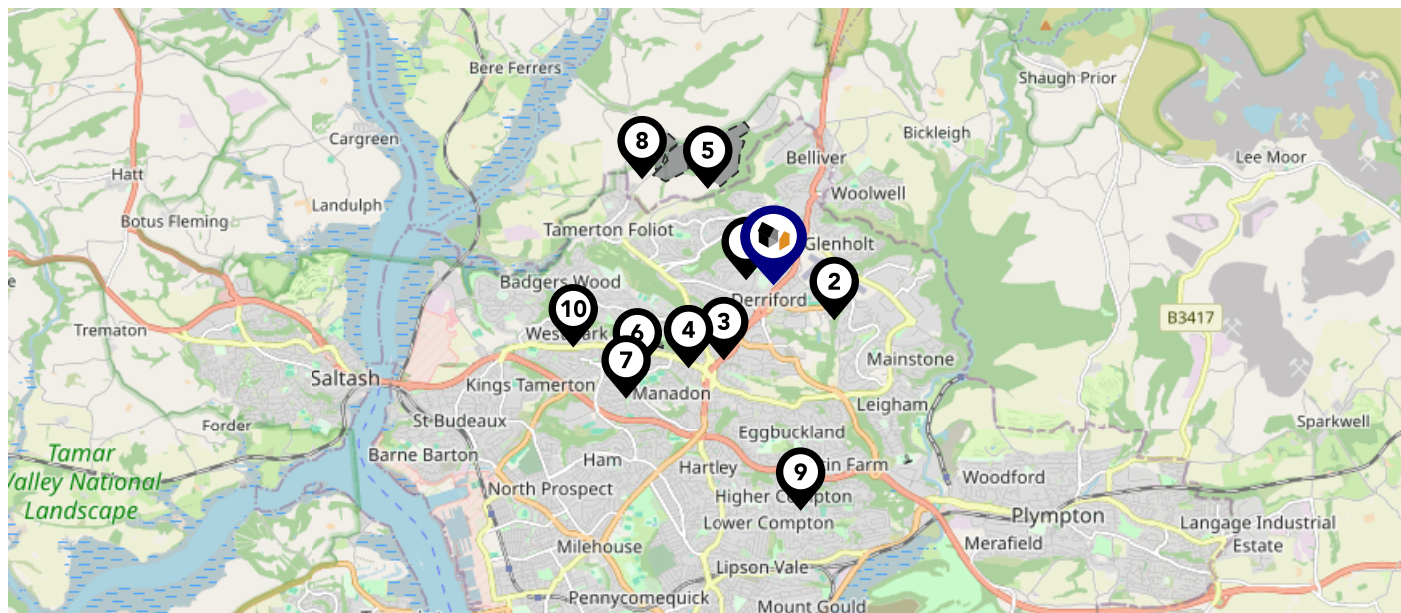 Bere Ferrers
Shaugh Prior
Cargreen
8
5
Bickleigh
Belliver
Lee Moor
Hatt
Woolwell
Landulph
Botus Fleming
Tamerton Foliot
Glenholt
Badgers Wood
2
Derriford
10
3
B3417
Trematon
6
4
7
Mainstone
Saltash
Kings Tamerton
Manadon
Leigham
St Budeaux
Forder
Eggbuckland
Sparkwell
Tamar
Valley National
Landscape
Barne Barton
Ham
Hartley
9
Farm
Woodford
North Prospect
Higher Compton
Plympton
Lower Compton
Langage Industrial
Estate
Milehouse
Merafield
Lipson Vale
Pennycomequick
Mount Gould